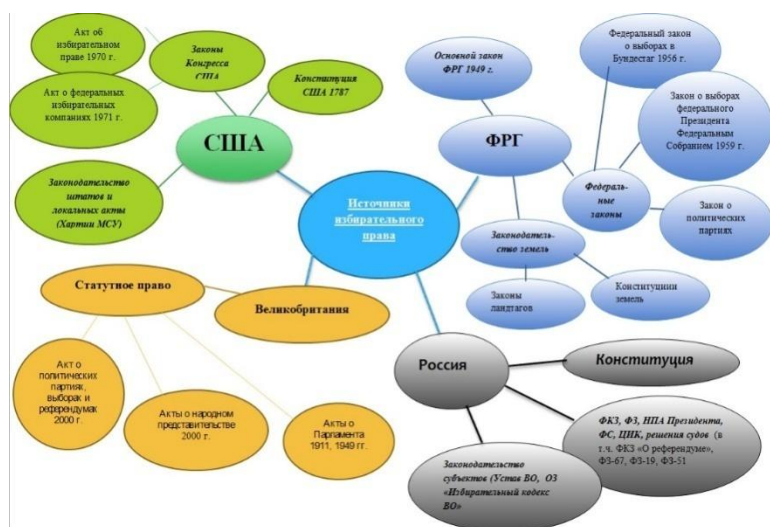 Акт об
избирательном
праве 1970 г.
Законы
Конгресса
США
Конституция
США 1787
Акт о федеральных
избирательных
компаниях 1971 г.
США
Законодательство
штатов и
локальных акты
(Хартии МСУ)
Основной закон
ФРГ 1949 г.
Федеральный закон
о выборах в
Бундестаг 1956 г.
ФРГ
Закон о выборах
федерального
Президента
Федеральным
Собранием 1959 г.
Федераль-
ные
законы
Закон о
политических
партиях
Законодатель-
ство земель
Законы
ландтагов
Конституции
земель
Источники
избирательного
права
Статутное право
Великобритания
Акт о
политических
партиях,
выборах и
референдумак
2000 г.
Акты о народном
представительстве
2000 г.
Акты о
Парламента
1911, 1949 гг.
Россия
Конституция
ФКЗ, ФЗ, НПА Президента,
ФС, ЦИК, решения судов (в
т.ч. ФКЗ «О референдуме»,
ФЗ-67, ФЗ-19, ФЗ-51
Законодательство
субъектов (Устав ВО, ОЗ
«Избирательный кодекс
ВО»